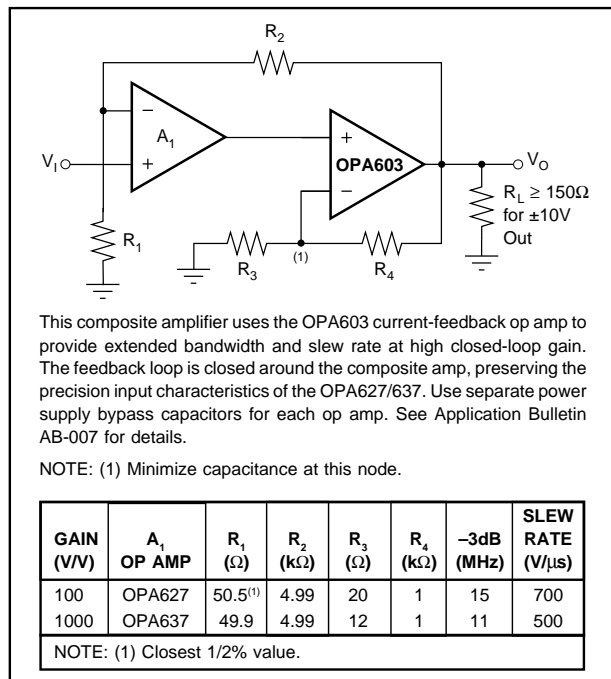 R2
−
A1
+
VI
R1
+
OPA603
−
VO
RL ≥ 150Ω
for ±10V
Out
R3
(1)
R4
This composite amplifier uses the OPA603 current-feedback op amp to
provide extended bandwidth and slew rate at high closed-loop gain.
The feedback loop is closed around the composite amp, preserving the
precision input characteristics of the OPA627/637. Use separate power
supply bypass capacitors for each op amp. See Application Bulletin
AB-007 for details.
NOTE: (1) Minimize capacitance at this node.
GAIN (V/V) A1 OP AMP R1 (Ω) R2 (kΩ) R3 (Ω) R4 (kΩ) –3dB (MHz) SLEW RATE (V/µs)
100 OPA627 50.5(1) 4.99 20 1 15 700
1000 OPA637 49.9 4.99 12 1 11 500
NOTE: (1) Closest 1/2% value.